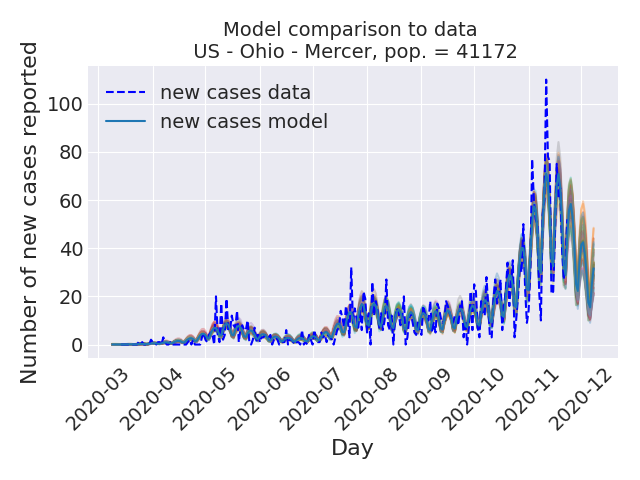 Model comparison to data
US - Ohio - Mercer, pop. = 41172
Number of new cases reported
100
80
60
40
20
0
new cases data
new cases model
2020-03
2020-04
2020-05
2020-06
2020-07
2020-08
2020-09
2020-10
2020-11
2020-12
Day